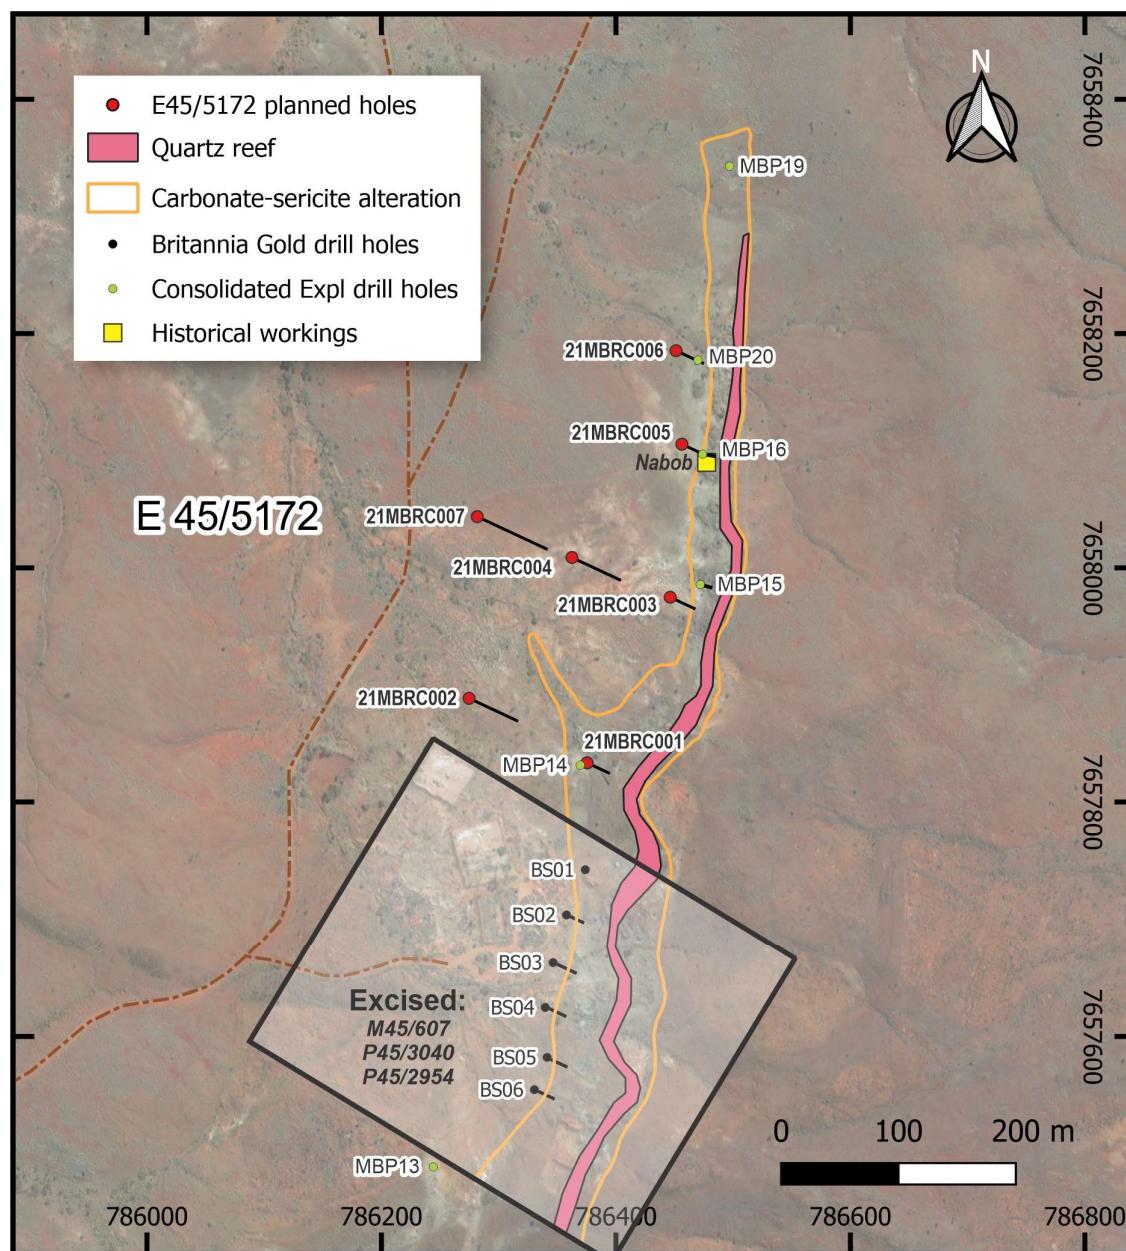 E45/5172 planned holes
Quartz reef
Carbonate-sericite alteration
Britannia Gold drill holes
Consolidated Expl drill holes
Historical workings
N
7658400
MBP19
7658200
21MBRC006
MBP20
21MBRC005
MBP16
Nabob
E 45/5172
21MBRC007
21MBRC004
7658000
MBP15
21MBRC003
21MBRC002
21MBRC001
MBP14
7657800
BS01
BS02
BS03
Excised:
BS04
M45/607
P45/3040
P45/2954
BS05
7657600
BS06
0 100 200 m
MBP13
786000 786200 786400 786600 786800